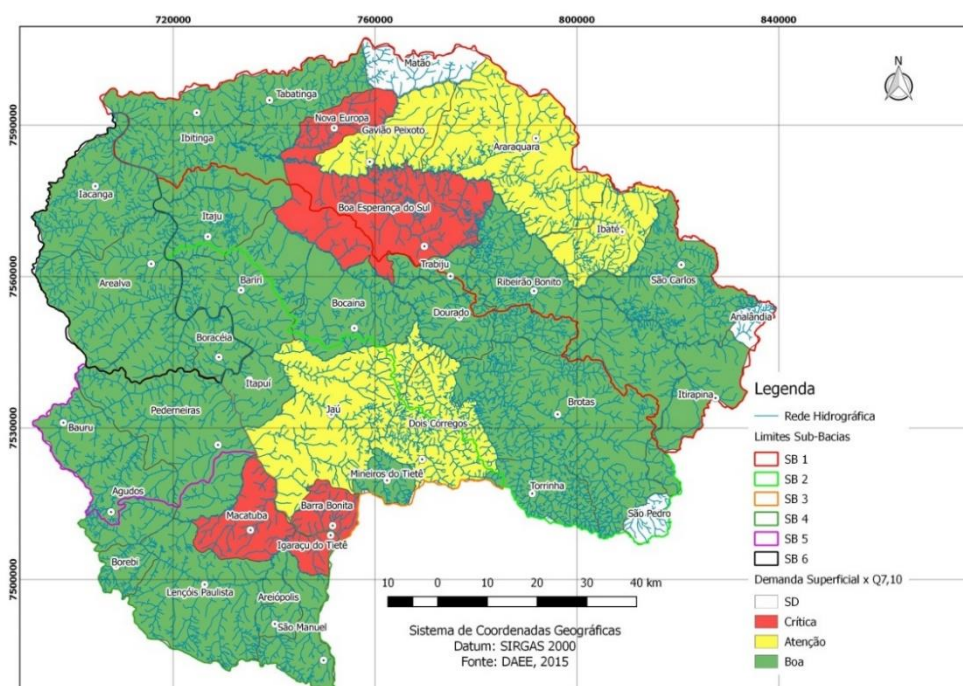 720000
760000
800000
840000
N
7590000
7560000
7530000
7500000
Matão
Tabatinga
Nova Europa
Ibitinga
Gavião Peixoto
Araraquara
Iacanga
Boa Esperança do Sul
Itaju
Ibaté
Trabiju
São Carlos
Arealva
Bariri
Ribeirão Bonito
Bocaina
Dourado
Analândia
Boracéia
Itapuí
Itirapina
Pederneiras
Jaú
Brotas
Bauru
Dois Córregos
Mineiros do Tietê
Torrinha
Agudos
Barra Bonita
São Pedro
Macatuba
Igaraçu do Tietê
Borebi
Lençóis Paulista
Areiópolis
São Manuel
Legenda
Rede Hidrográfica
Limites Sub-Bacias
SB 1
SB 2
SB 3
SB 4
SB 5
SB 6
Demanda Superficial x Q7,10
SD
Crítica
Atenção
Boa
10 0 10 20 30 40 km
Sistema de Coordenadas Geográficas
Datum: SIRGAS 2000
Fonte: DAEE, 2015